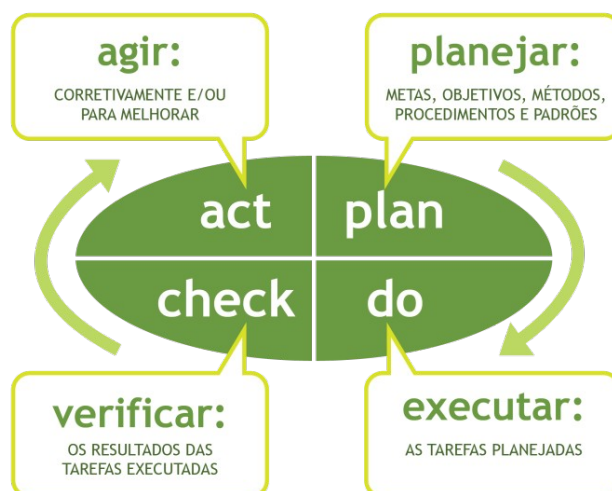 agir:
CORRETIVAMENTE E/OU
PARA MELHORAR
planejar:
METAS, OBJETIVOS, MÉTODOS,
PROCEDIMENTOS E PADRÕES
act
plan
check
do
verificar:
OS RESULTADOS DAS
TAREFAS EXECUTADAS
executar:
AS TAREFAS PLANEJADAS